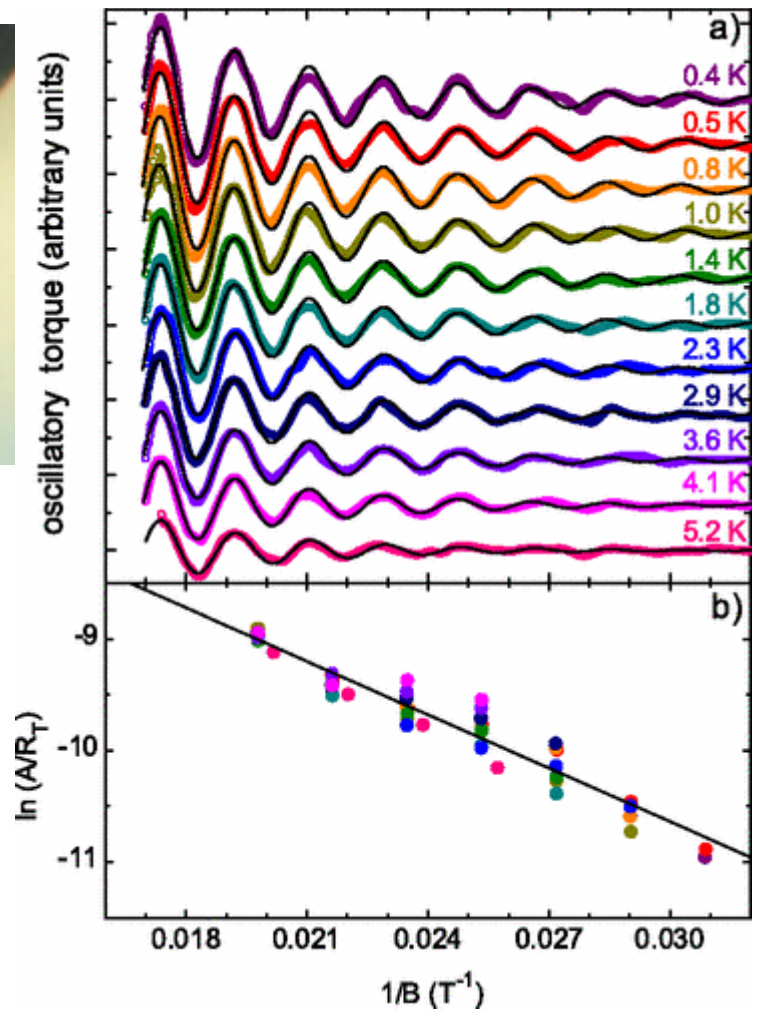 a)
oscillatory torque (arbitrary units)
0.4 K
0.5 K
0.8 K
1.0 K
1.4 K
1.8 K
2.3 K
2.9 K
3.6 K
4.1 K
5.2 K
b)
ln (A/R_T)
-9
-10
-11
0.018 0.021 0.024 0.027 0.030
1/B (T⁻¹)